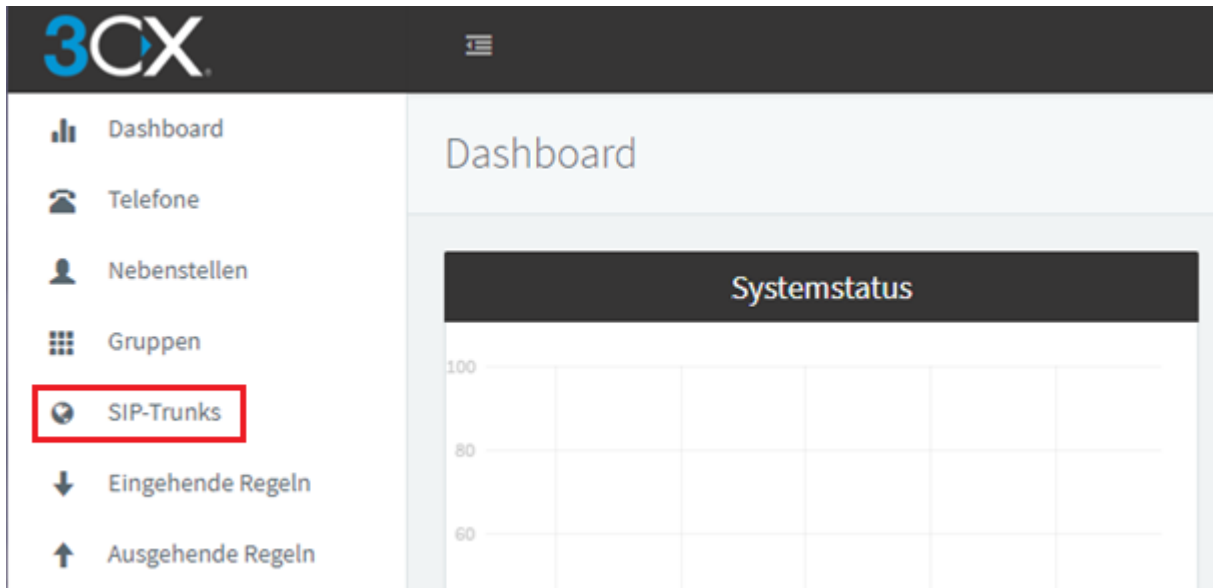 3CX
Dashboard
Telefone
Nebenstellen
Gruppen
SIP-Trunks
Eingehende Regeln
Ausgehende Regeln
Dashboard
Systemstatus
100
80
60